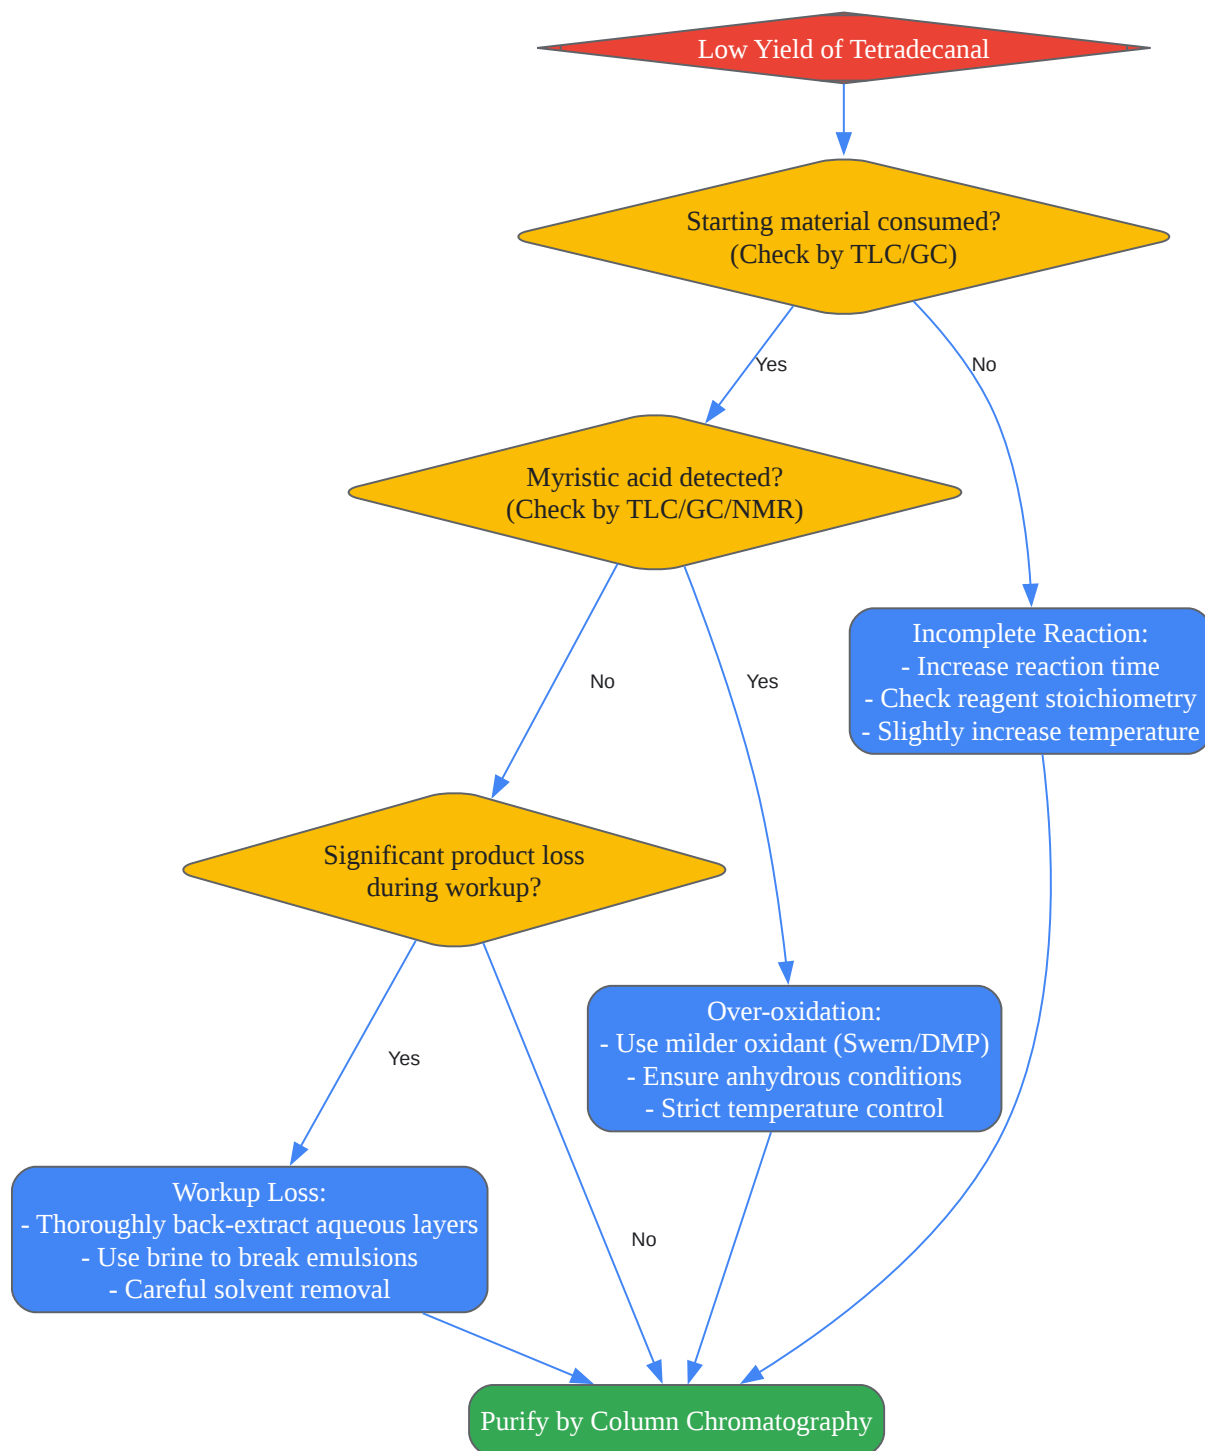 Low Yield of Tetradecanal
Starting material consumed?
(Check by TLC/GC)
Yes
No
Myristic acid detected?
(Check by TLC/GC/NMR)
Incomplete Reaction:
- Increase reaction time
- Check reagent stoichiometry
- Slightly increase temperature
No
Yes
Significant product loss
during workup?
Over-oxidation:
- Use milder oxidant (Swern/DMP)
- Ensure anhydrous conditions
- Strict temperature control
Yes
Workup Loss:
- Thoroughly back-extract aqueous layers
- Use brine to break emulsions
- Careful solvent removal
No
Purify by Column Chromatography